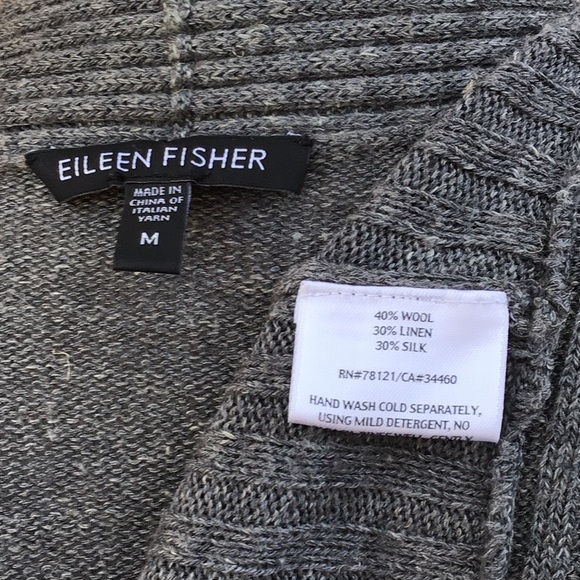 EILEEN FISHER
MADE IN
CHINA OF
ITALIAN
YARN
M
40% WOOL
30% LINEN
30% SILK
RN#78121/CA#34460
HAND WASH COLD SEPARATELY,
USING MILD DETERGENT, NO